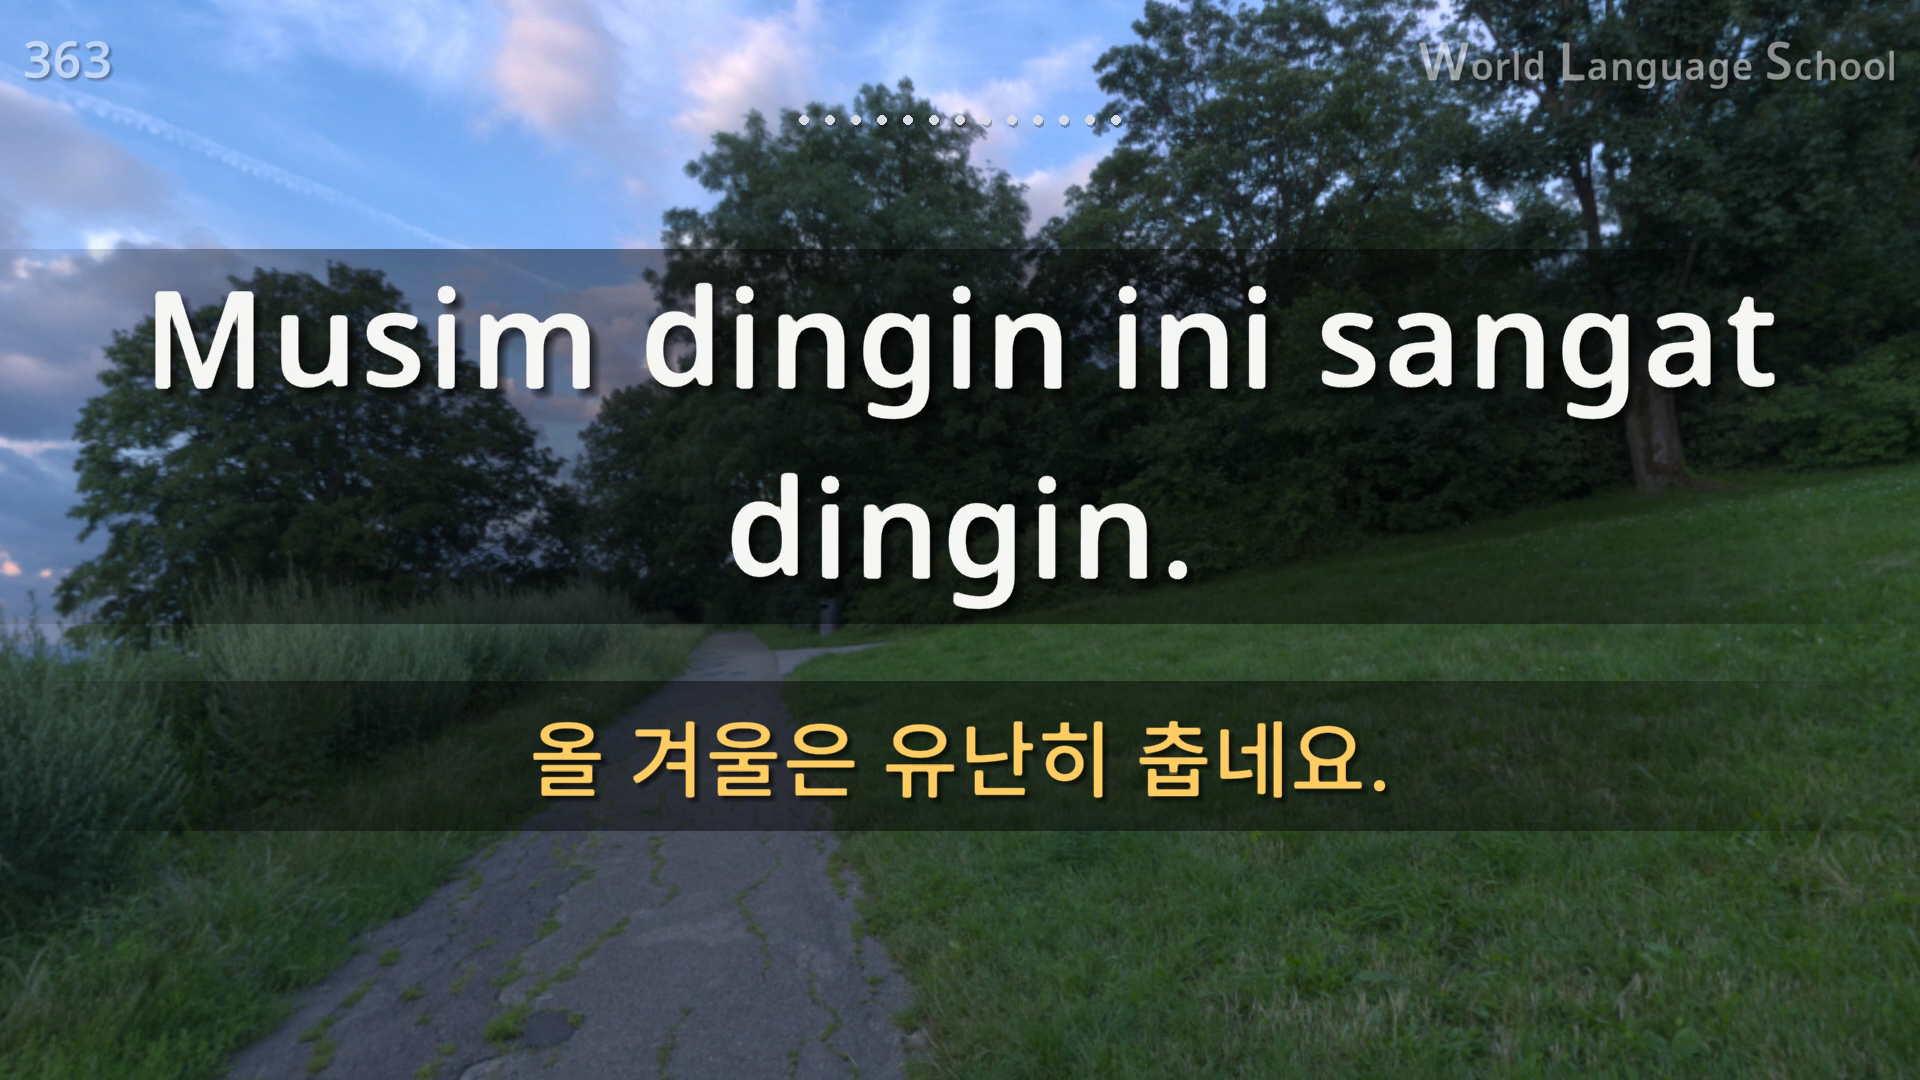 363
World Language School
Musim dingin ini sangat
dingin.
올 겨울은 유난히 춥네요.